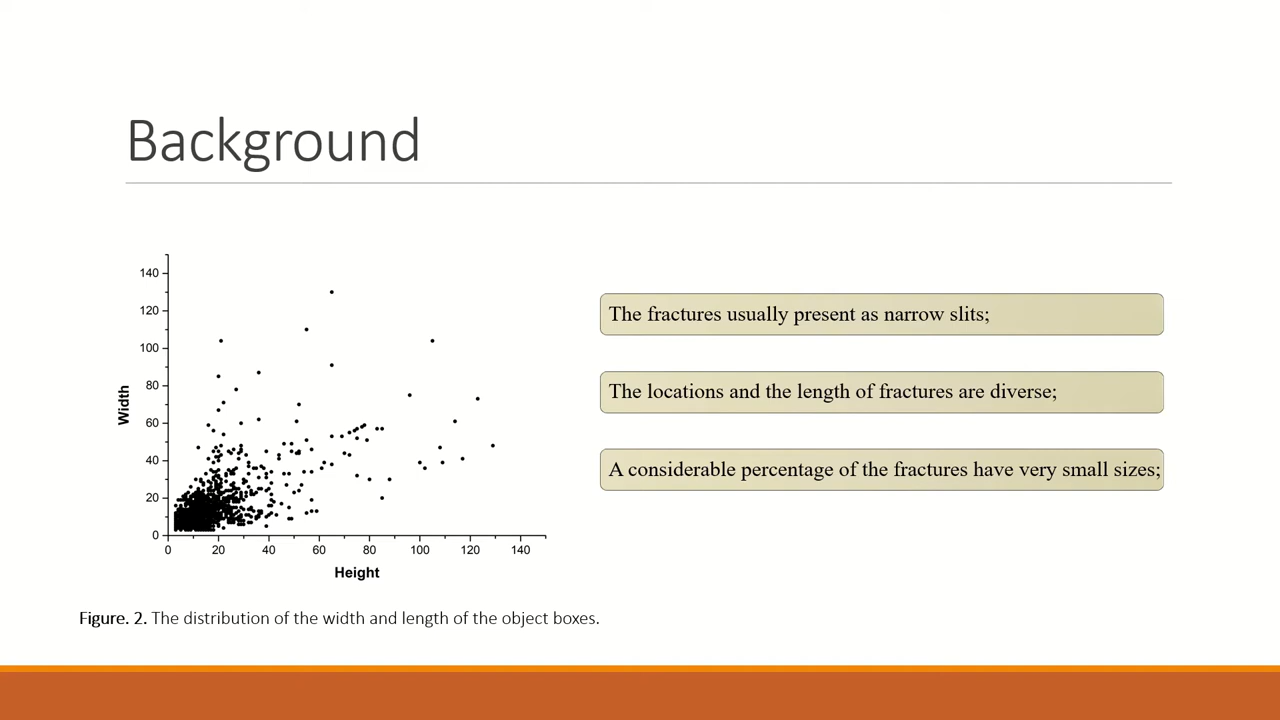 Background
140
120
100
80
60
40
20
0
Width
0 20 40 60 80 100 120 140
Height
Figure. 2. The distribution of the width and length of the object boxes.
The fractures usually present as narrow slits;
The locations and the length of fractures are diverse;
A considerable percentage of the fractures have very small sizes;